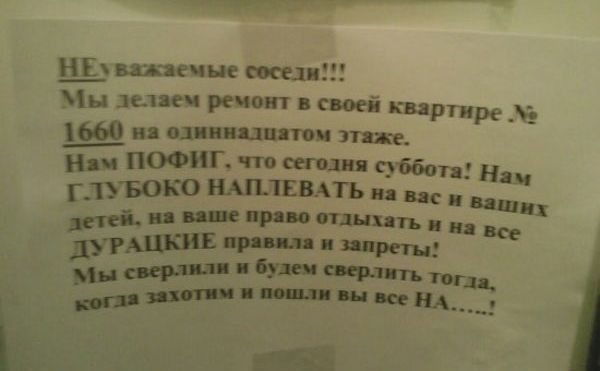 НЕуважаемые соседи!!!
Мы делаем ремонт в своей квартире №
1660 на одиннадцатом этаже.
Нам ПОФИГ, что сегодня суббота! Нам
ГЛУБОКО НАПЛЕВАТЬ на вас и ваших
детей, на ваше право отдыхать и на все
ДУРАЦКИЕ правила и запреты!
Мы сверлили и будем сверлить тогда,
когда захотим и пошли вы все НА.....!